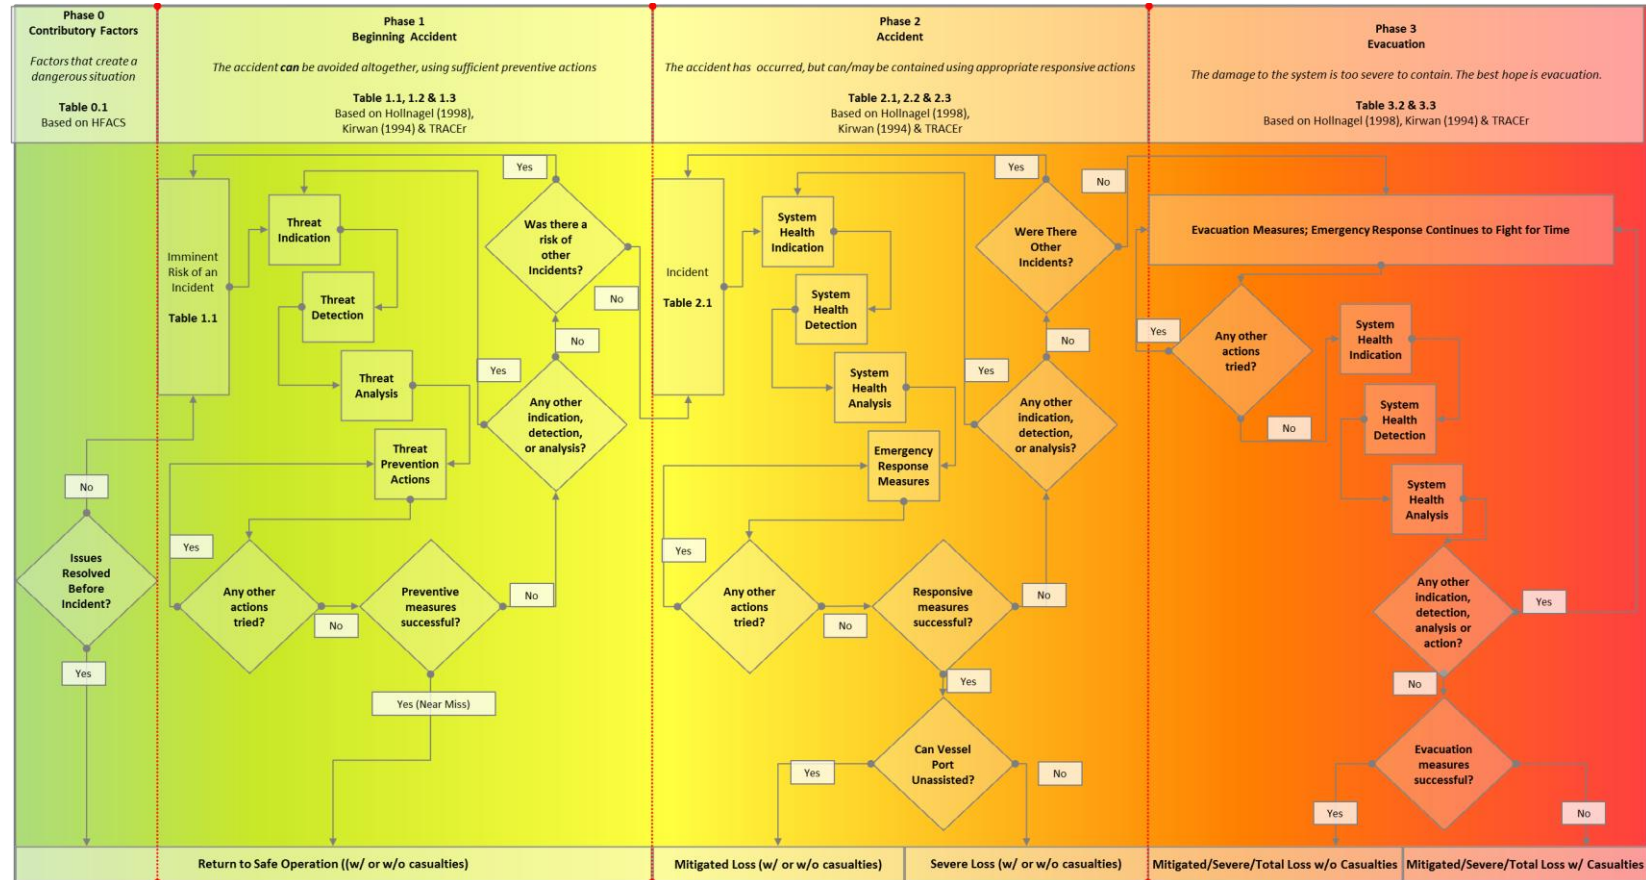 Phase 0
Contributory Factors
Factors that create a
dangerous situation
Table 0.1
Based on HFACS
Phase 1
Beginning Accident
The accident can be avoided altogether, using sufficient preventive actions
Table 1.1, 1.2 & 1.3
Based on Hollnagel (1998),
Kirwan (1994) & TRACEr
Phase 2
Accident
The accident has occurred, but can/may be contained using appropriate responsive actions
Table 2.1, 2.2 & 2.3
Based on Hollnagel (1998),
Kirwan (1994) & TRACEr
Phase 3
Evacuation
The damage to the system is too severe to contain. The best hope is evacuation.
Table 3.2 & 3.3
Based on Hollnagel (1998), Kirwan (1994) & TRACEr
No
Issues
Resolved
Before
Incident?
Yes
Imminent
Risk of an
Incident
Table 1.1
Threat
Indication
Threat
Detection
Threat
Analysis
Threat
Prevention
Actions
Yes
Any other
actions
tried?
No
Preventive
measures
successful?
No
Yes (Near Miss)
Yes
Any other
indication,
detection,
or analysis?
No
Was there a
risk of
other
Incidents?
Yes
No
Incident
Table 2.1
System
Health
Indication
System
Health
Detection
System
Health
Analysis
Emergency
Response
Measures
Yes
Any other
actions
tried?
No
Responsive
measures
successful?
No
Yes
Can Vessel
Port
Unassisted?
Yes
No
Yes
Any other
indication,
detection,
or analysis?
No
Were There
Other
Incidents?
Yes
No
Evacuation Measures; Emergency Response Continues to Fight for Time
Yes
Any other
actions
tried?
No
System
Health
Indication
System
Health
Detection
System
Health
Analysis
Any other
indication,
detection,
analysis or
action?
Yes
No
Evacuation
measures
successful?
Yes
No
Return to Safe Operation ((w/ or w/o casualties)
Mitigated Loss (w/ or w/o casualties)
Severe Loss (w/ or w/o casualties)
Mitigated/Severe/Total Loss w/o Casualties
Mitigated/Severe/Total Loss w/ Casualties